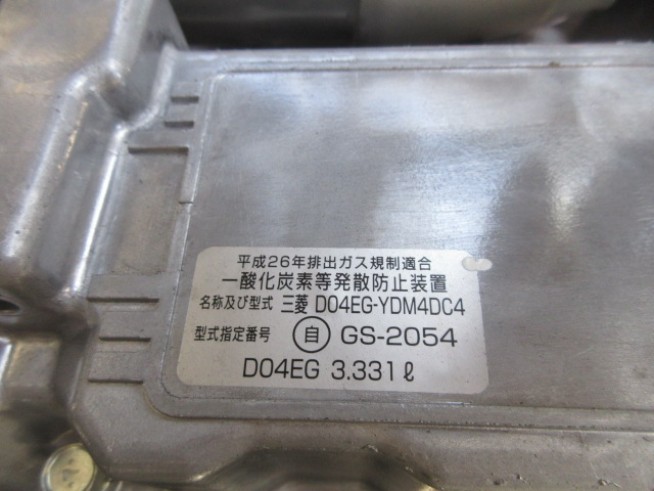 平成26年排出ガス規制適合
一酸化炭素等発散防止装置
名称及び型式 三菱 D04EG-YDM4DC4
型式指定番号 自 GS-2054
D04EG 3.331ℓ